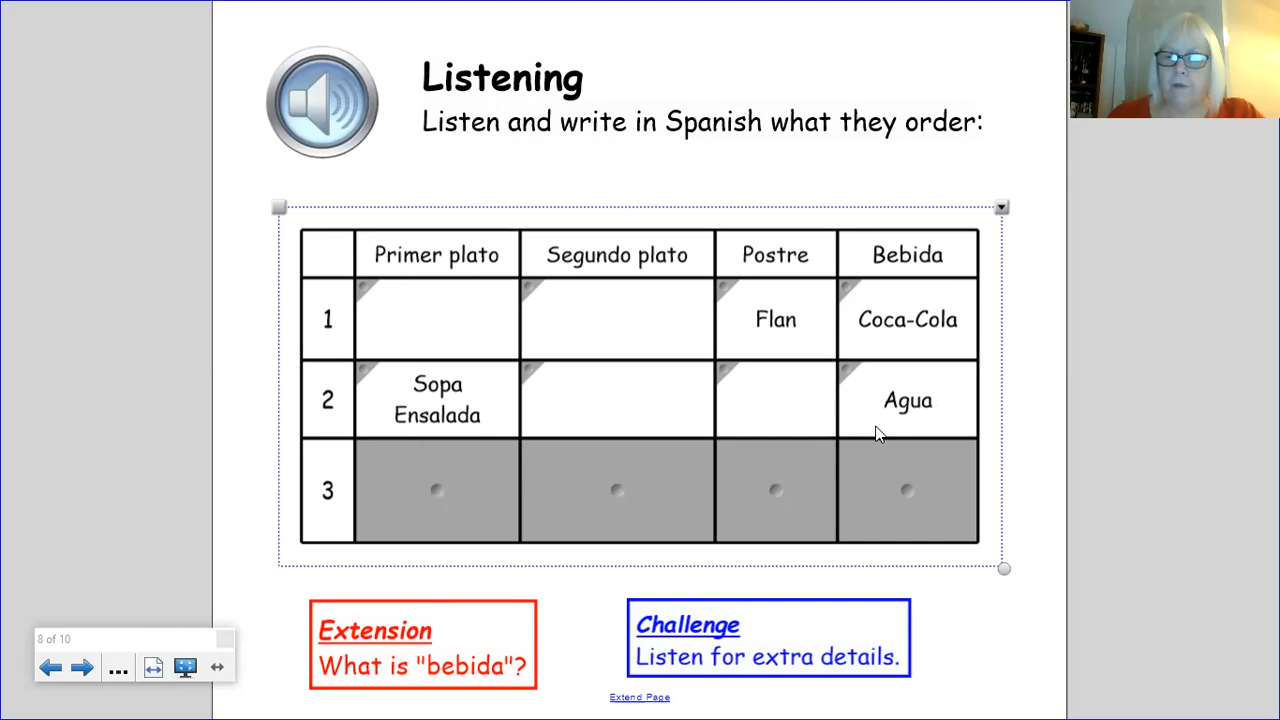 Listening
Listen and write in Spanish what they order:
Primer plato Segundo plato Postre Bebida
1 Flan Coca-Cola
2 Sopa Ensalada Agua
3
Extension
What is "bebida"?
Challenge
Listen for extra details.
Extend Page
8 of 10
...